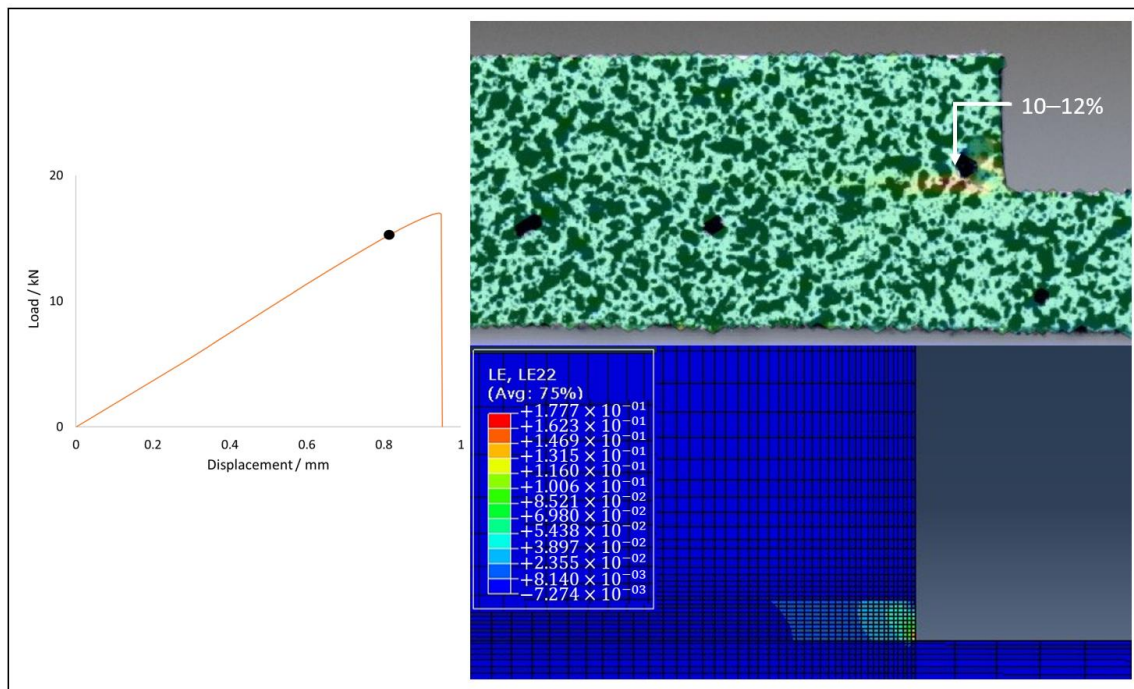 10–12%
20
10
0
Load / kN
0 0.2 0.4 0.6 0.8 1
Displacement / mm
LE, LE22
(Avg: 75%)
+1.777 × 10⁻⁰¹
+1.623 × 10⁻⁰¹
+1.469 × 10⁻⁰¹
+1.315 × 10⁻⁰¹
+1.160 × 10⁻⁰¹
+1.006 × 10⁻⁰¹
+8.521 × 10⁻⁰²
+6.980 × 10⁻⁰²
+5.438 × 10⁻⁰²
+3.897 × 10⁻⁰²
+2.355 × 10⁻⁰²
+8.140 × 10⁻⁰³
−7.274 × 10⁻⁰³